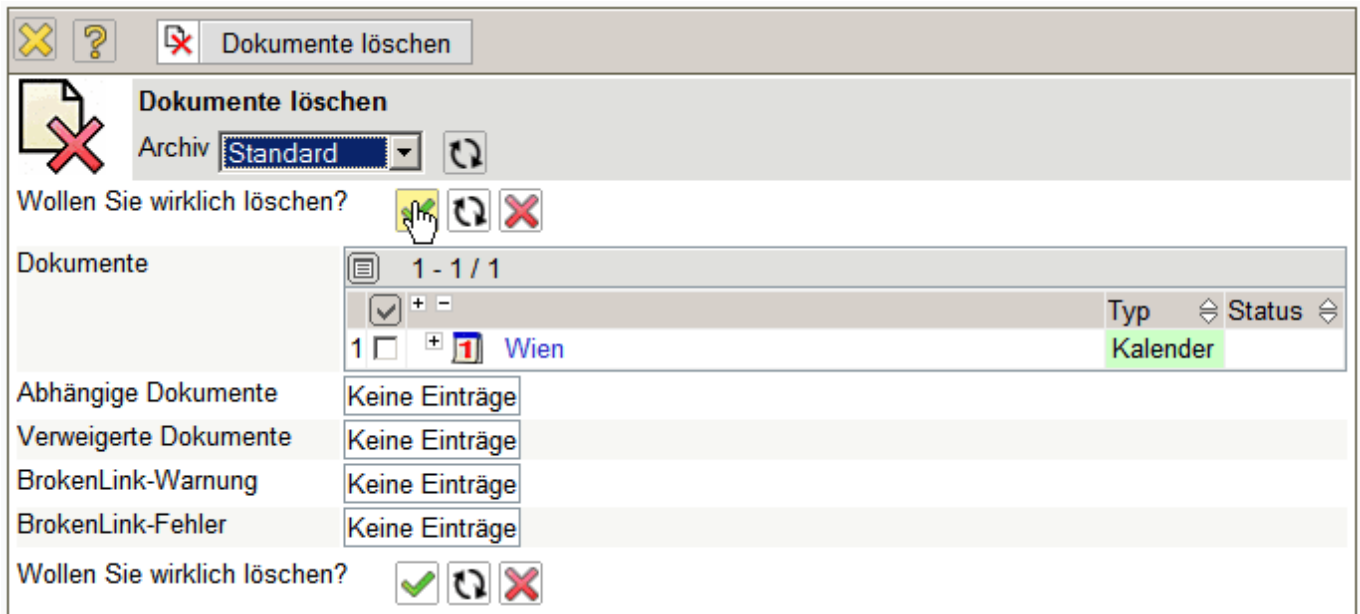 Dokumente löschen
Dokumente löschen
Archiv Standard
Wollen Sie wirklich löschen?
Dokumente 1 - 1 / 1
Typ Status
1 1 Wien Kalender
Abhängige Dokumente Keine Einträge
Verweigerte Dokumente Keine Einträge
BrokenLink-Warnung Keine Einträge
BrokenLink-Fehler Keine Einträge
Wollen Sie wirklich löschen?